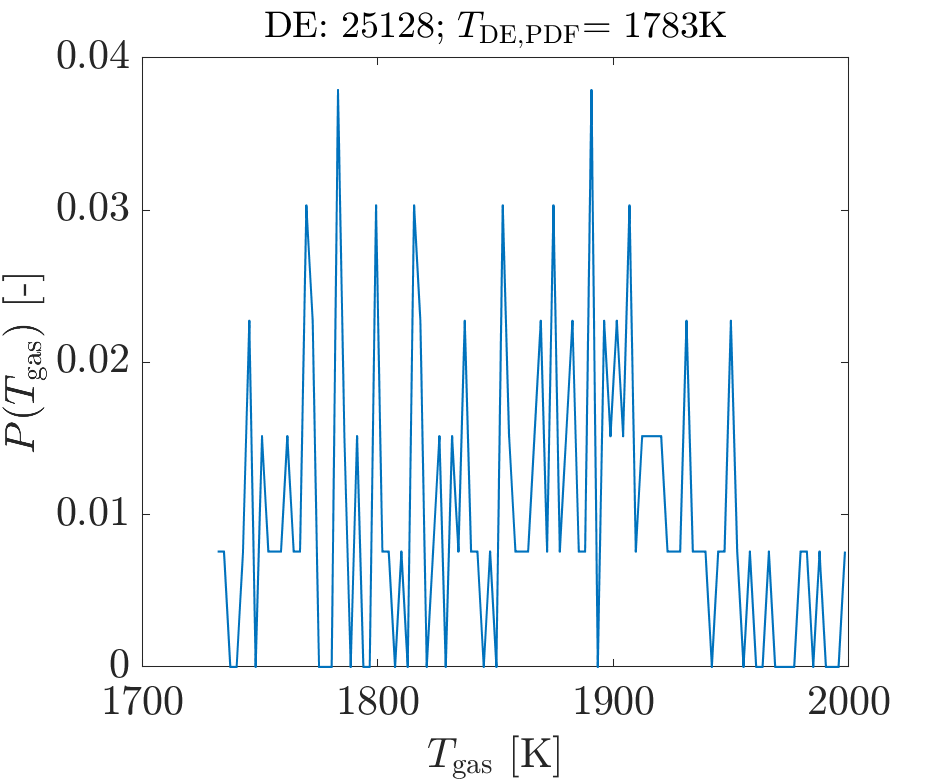 DE: 25128; T_DE,PDF= 1783K
0.04
0.03
0.02
0.01
0
P(T_gas) [-]
1700 1800 1900 2000
T_gas [K]